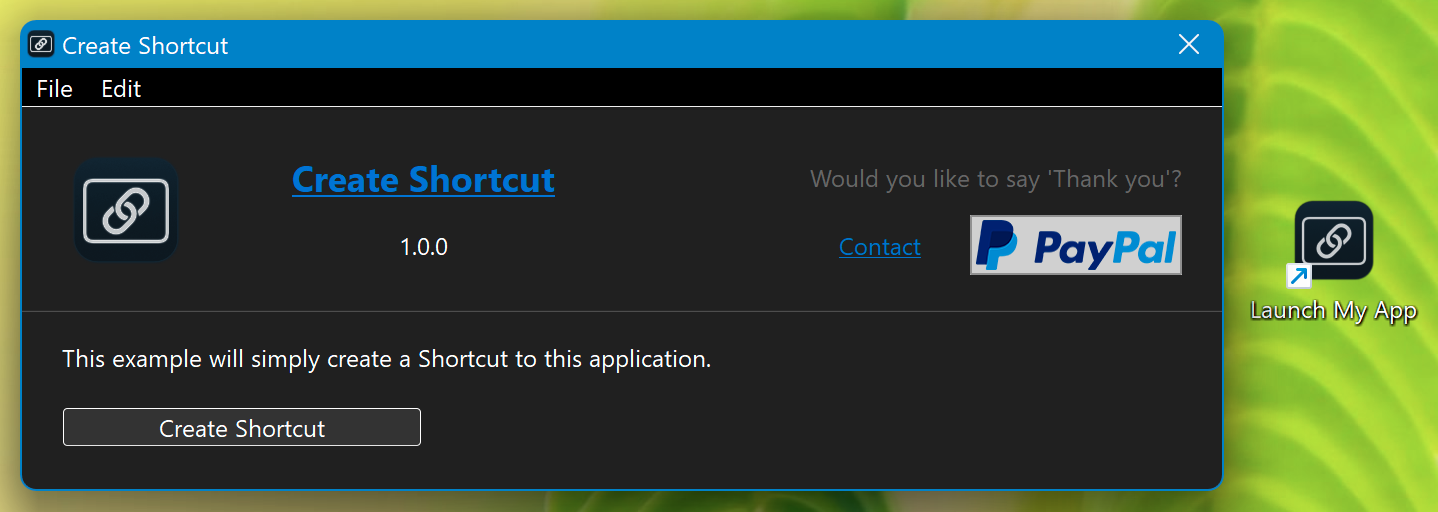 Create Shortcut
File Edit
Create Shortcut
1.0.0
Would you like to say 'Thank you'?
Contact
PayPal
Launch My App
This example will simply create a Shortcut to this application.
Create Shortcut